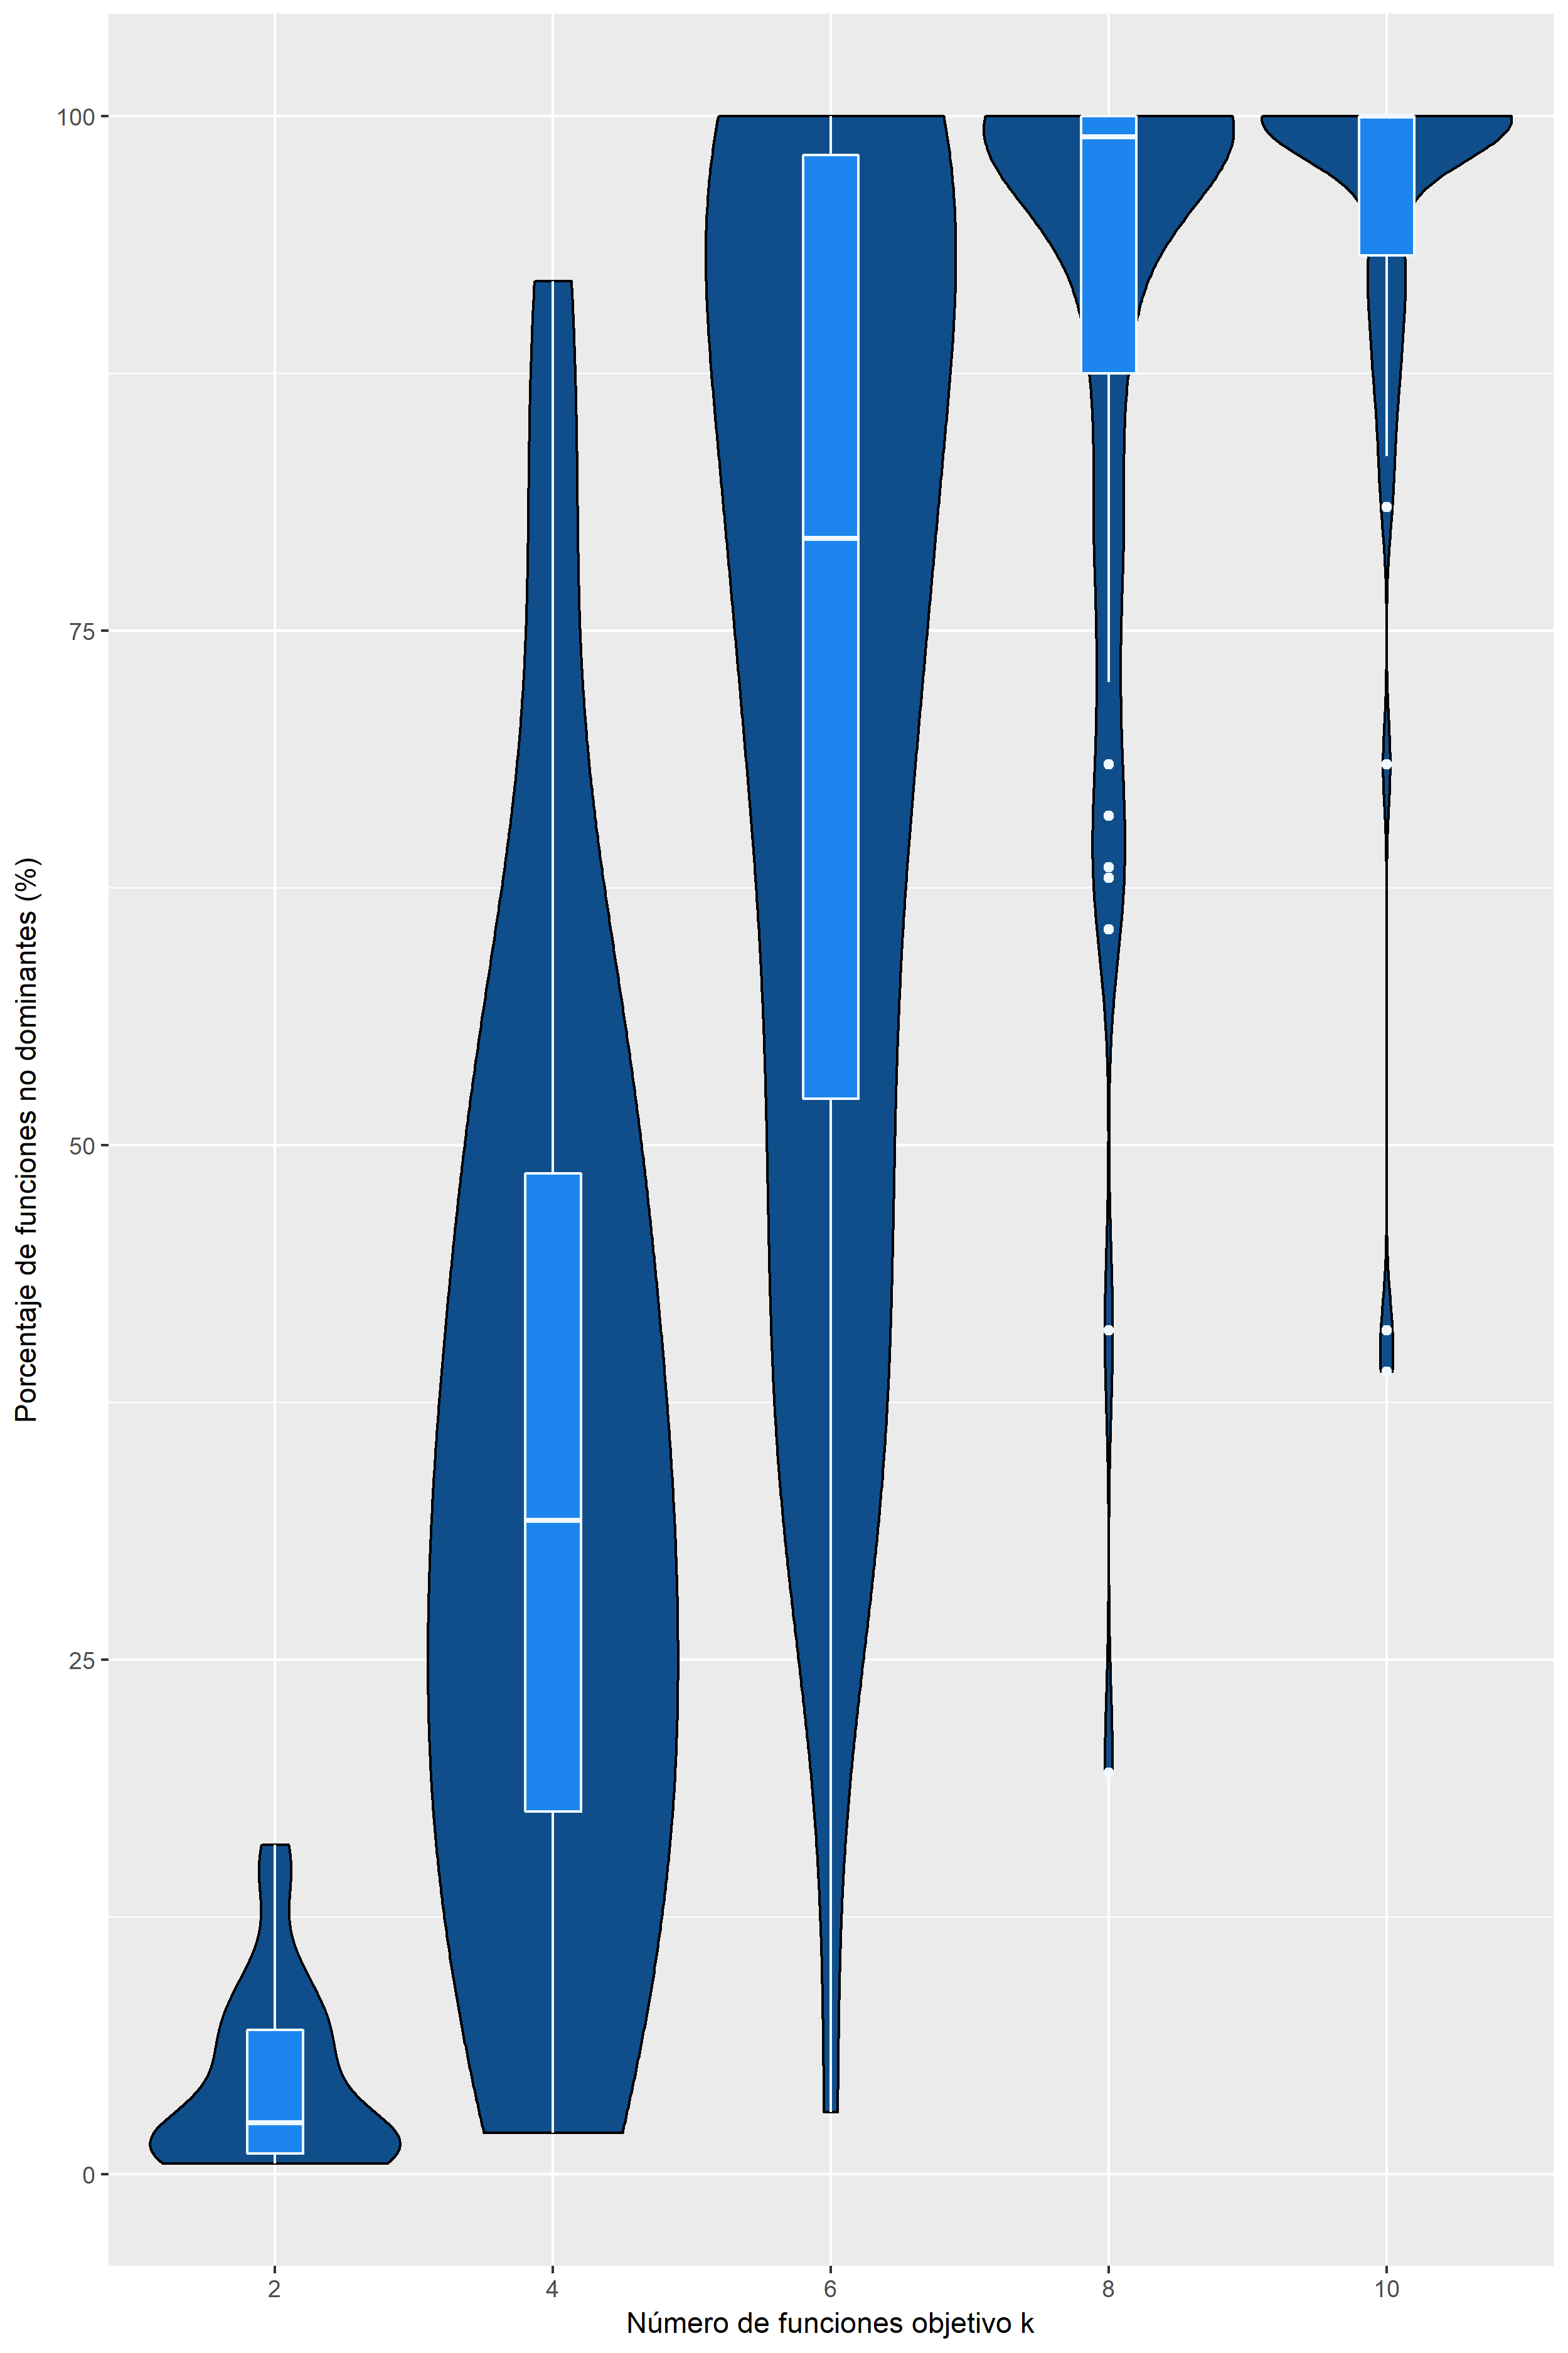 Porcentaje de funciones no dominantes (%)
100
75
50
25
0
2 4 6 8 10
Número de funciones objetivo k